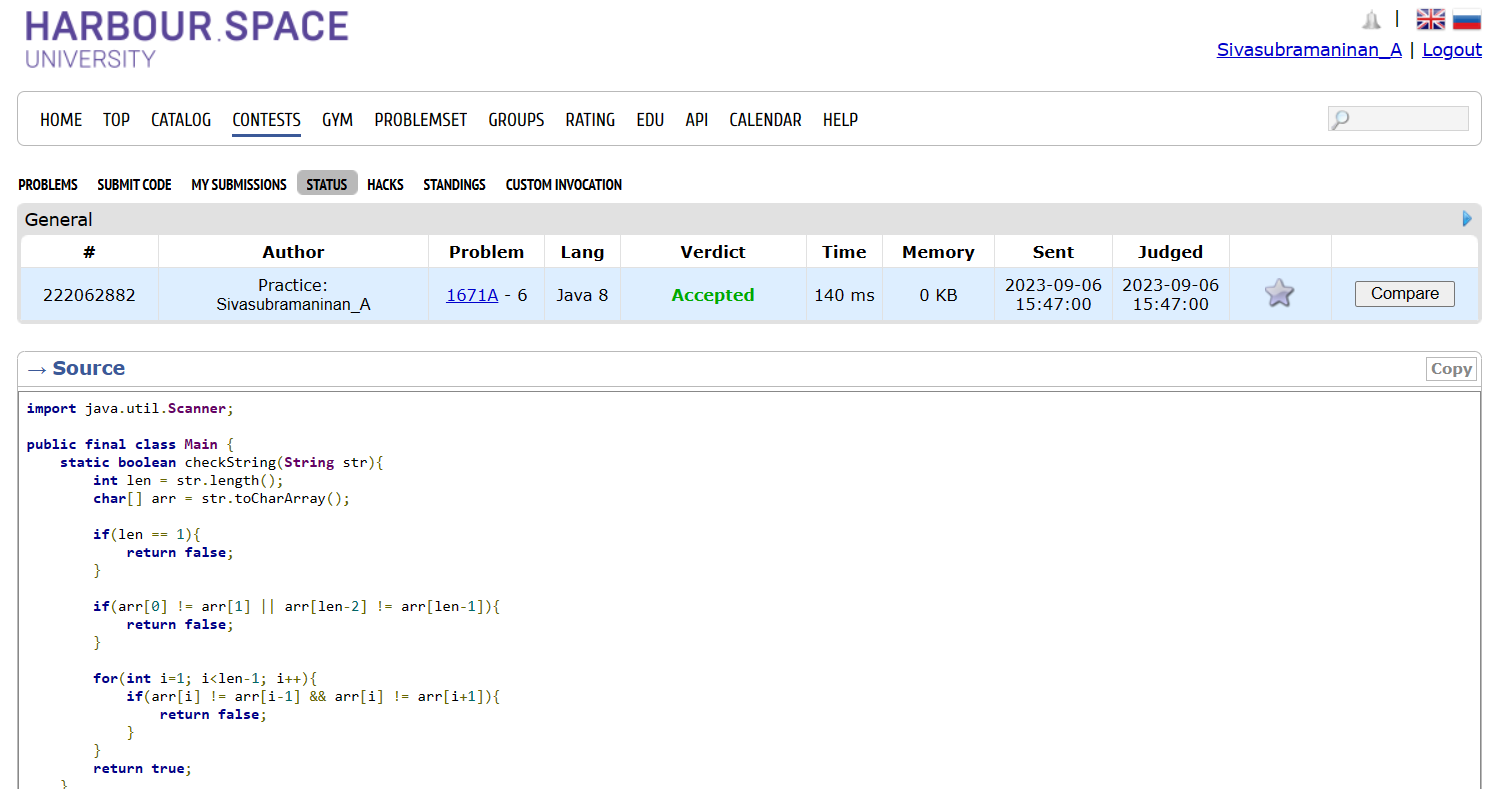 HARBOUR.SPACE
UNIVERSITY
|
Sivasubramaninan_A | Logout
HOME TOP CATALOG CONTESTS GYM PROBLEMSET GROUPS RATING EDU API CALENDAR HELP
PROBLEMS SUBMIT CODE MY SUBMISSIONS STATUS HACKS STANDINGS CUSTOM INVOCATION
General
# Author Problem Lang Verdict Time Memory Sent Judged
222062882 Practice: Sivasubramaninan_A 1671A - 6 Java 8 Accepted 140 ms 0 KB 2023-09-06 15:47:00 2023-09-06 15:47:00 Compare
→ Source Copy
import java.util.Scanner;
public final class Main {
    static boolean checkString(String str){
        int len = str.length();
        char[] arr = str.toCharArray();
        if(len == 1){
            return false;
        }
        if(arr[0] != arr[1] || arr[len-2] != arr[len-1]){
            return false;
        }
        for(int i=1; i<len-1; i++){
            if(arr[i] != arr[i-1] && arr[i] != arr[i+1]){
                return false;
            }
        }
        return true;
    }